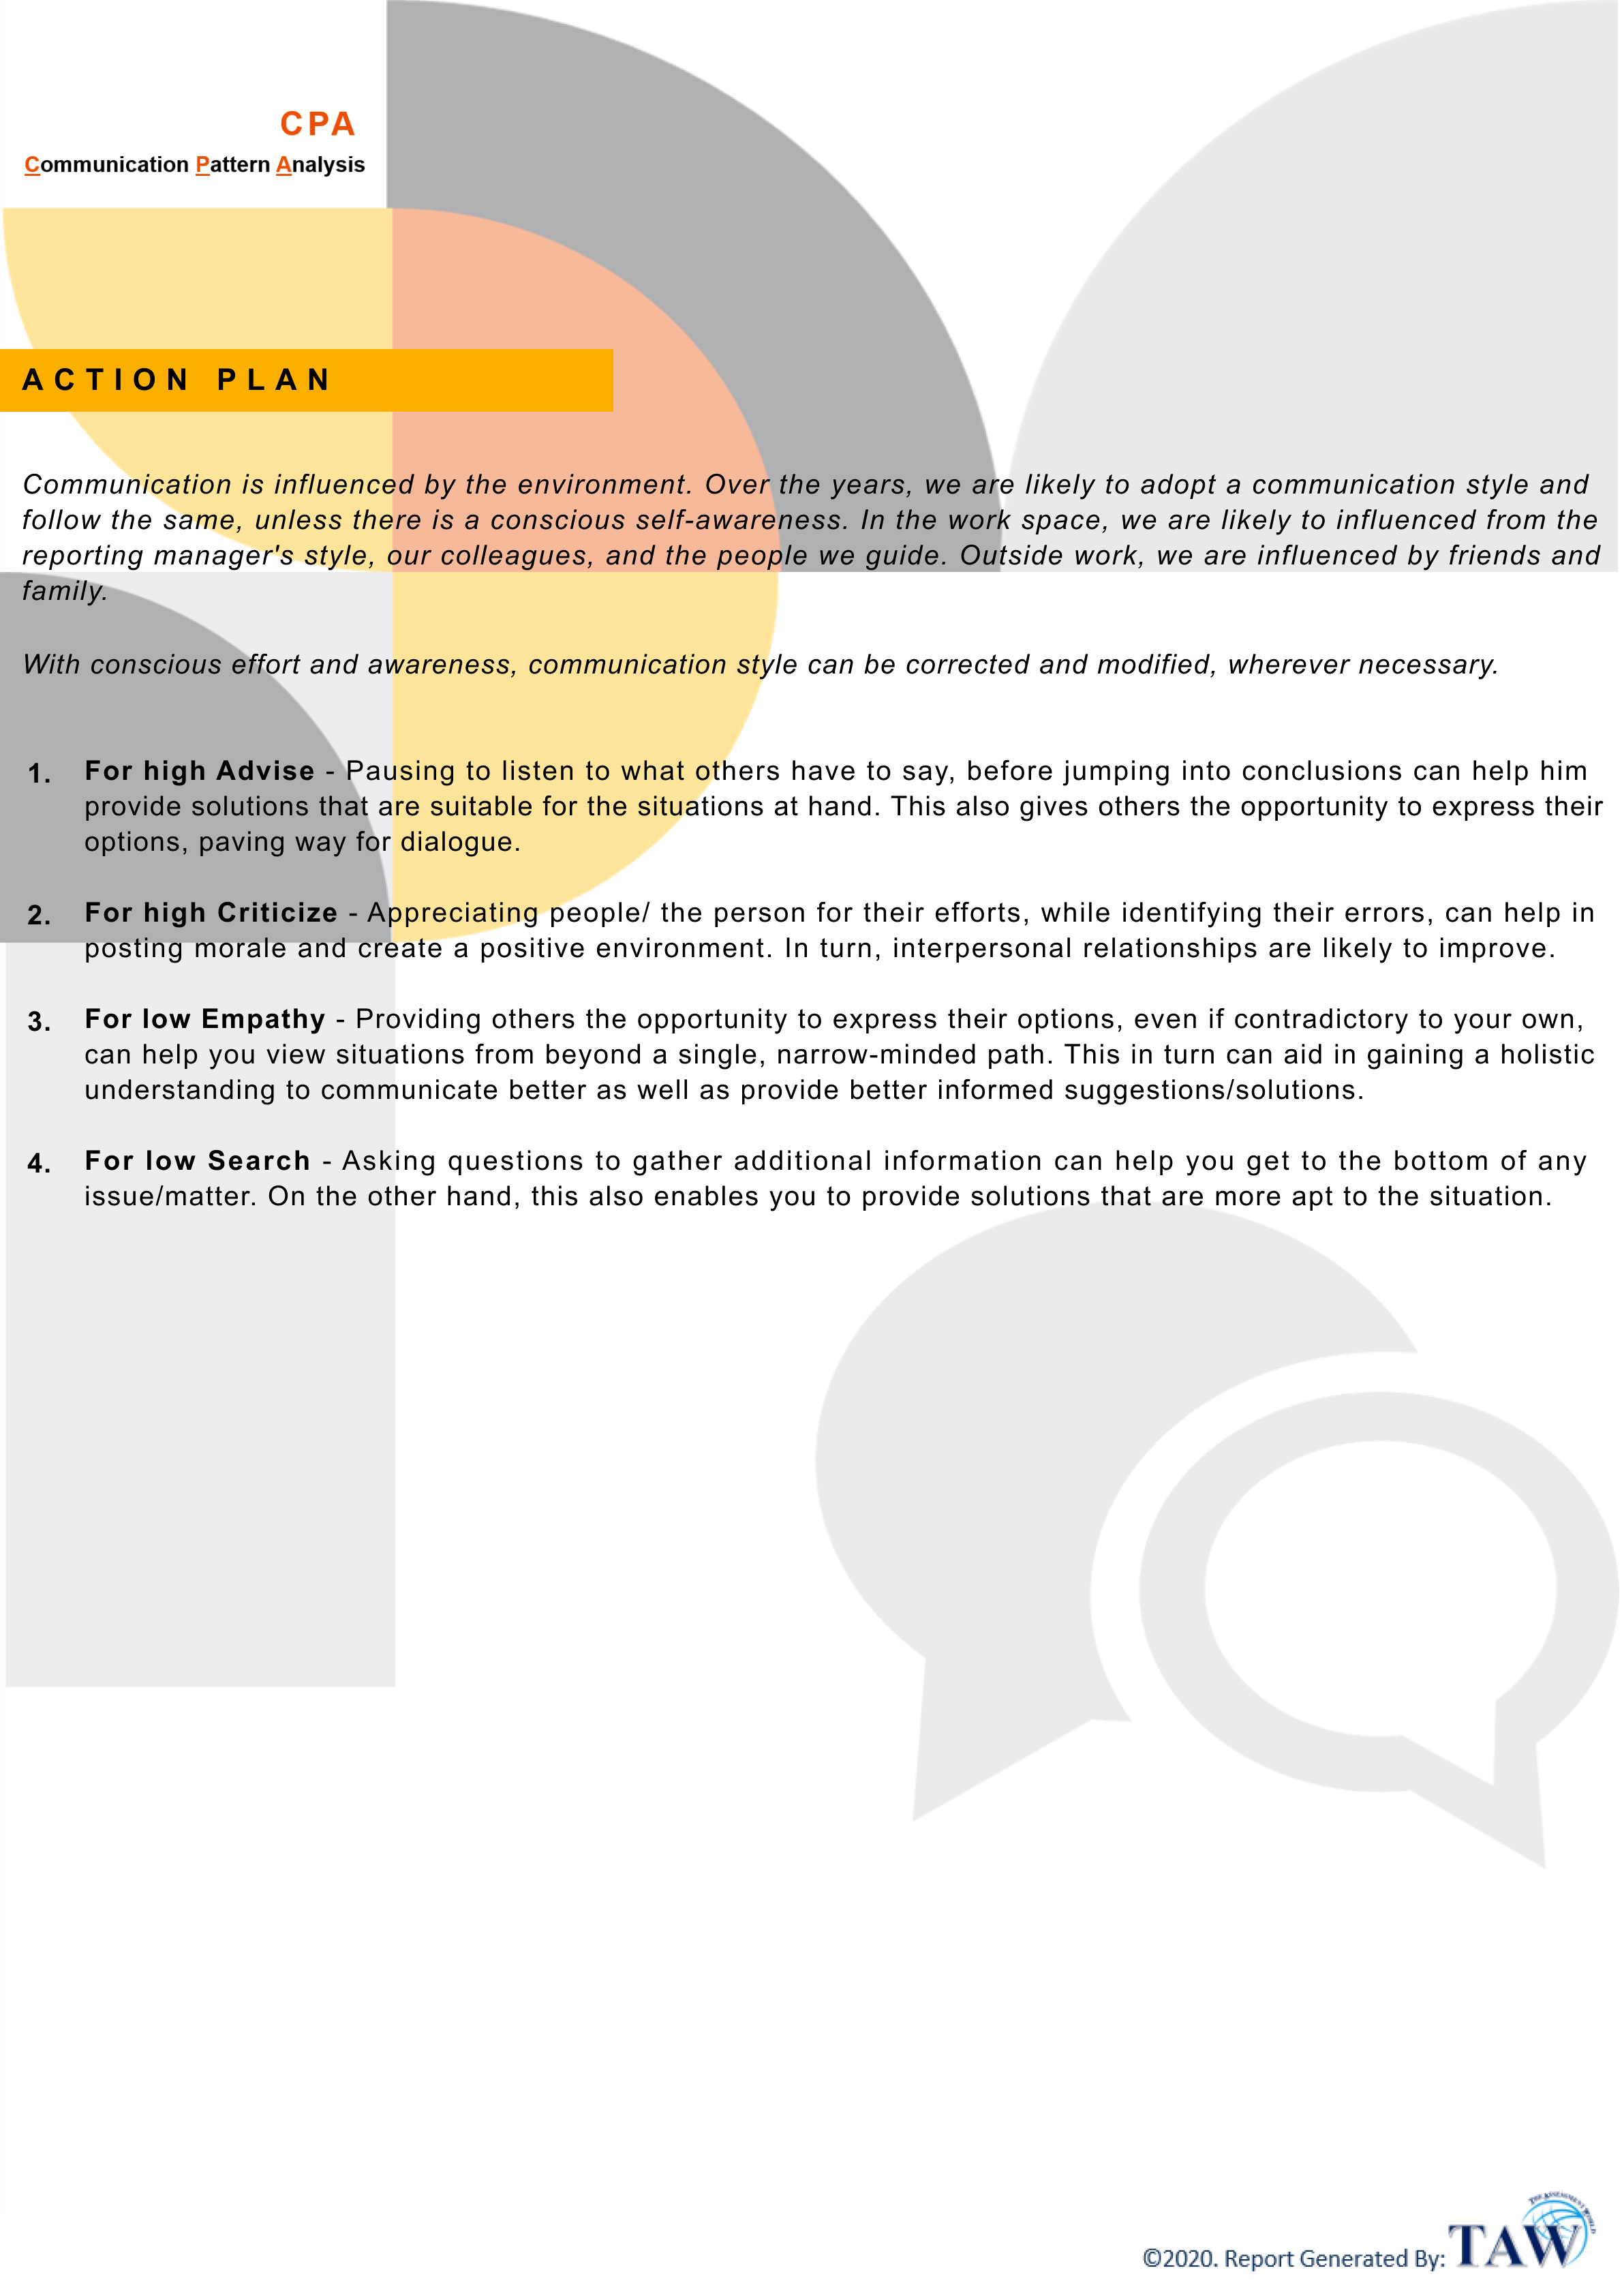 CPA
Communication Pattern Analysis
ACTION PLAN
Communication is influenced by the environment. Over the years, we are likely to adopt a communication style and
follow the same, unless there is a conscious self-awareness. In the work space, we are likely to influenced from the
reporting manager's style, our colleagues, and the people we guide. Outside work, we are influenced by friends and
family.
With conscious effort and awareness, communication style can be corrected and modified, wherever necessary.
1. For high Advise - Pausing to listen to what others have to say, before jumping into conclusions can help him
provide solutions that are suitable for the situations at hand. This also gives others the opportunity to express their
options, paving way for dialogue.
2. For high Criticize - Appreciating people/ the person for their efforts, while identifying their errors, can help in
posting morale and create a positive environment. In turn, interpersonal relationships are likely to improve.
3. For low Empathy - Providing others the opportunity to express their options, even if contradictory to your own,
can help you view situations from beyond a single, narrow-minded path. This in turn can aid in gaining a holistic
understanding to communicate better as well as provide better informed suggestions/solutions.
4. For low Search - Asking questions to gather additional information can help you get to the bottom of any
issue/matter. On the other hand, this also enables you to provide solutions that are more apt to the situation.
THE ASSESSMENT WORLD
©2020. Report Generated By: TAW